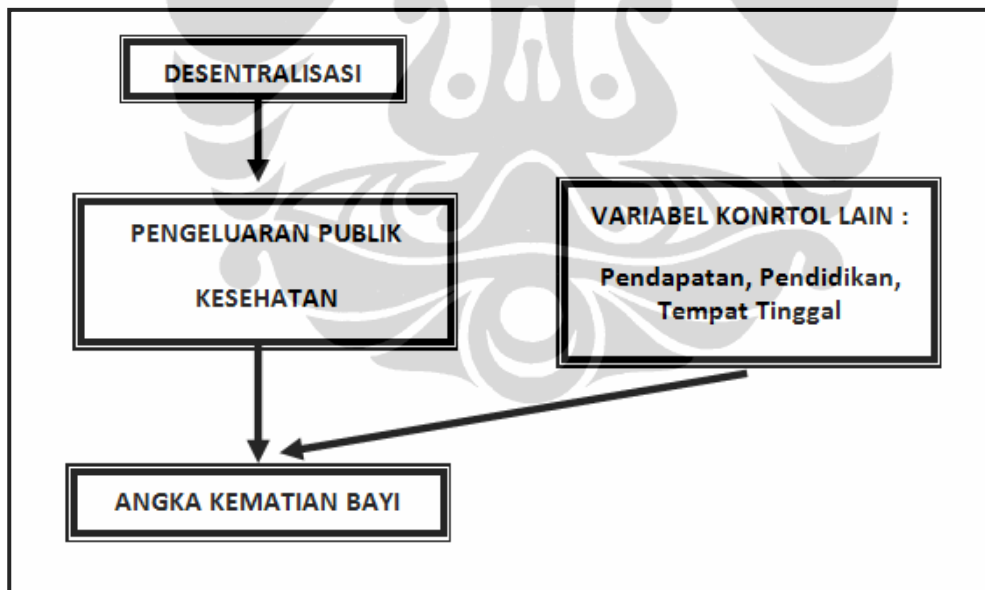 DESENTRALISASI
PENGELUARAN PUBLIK
KESEHATAN
VARIABEL KONRTOL LAIN :
Pendapatan, Pendidikan,
Tempat Tinggal
ANGKA KEMATIAN BAYI